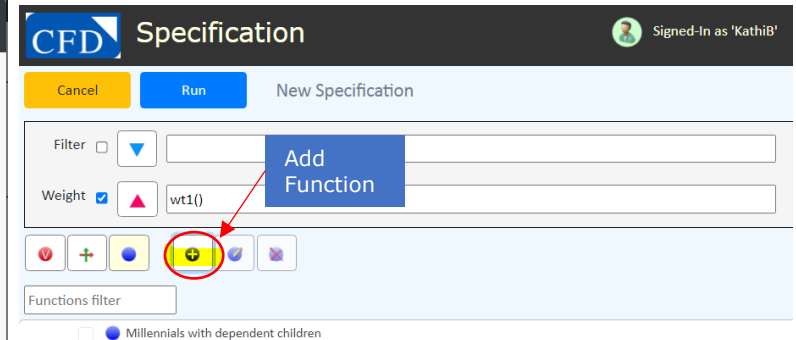 CFD Specification Signed-In as 'KathiB'
Cancel Run New Specification
Filter
Add
Function
Weight wt1()
V
Functions filter
Millennials with dependent children